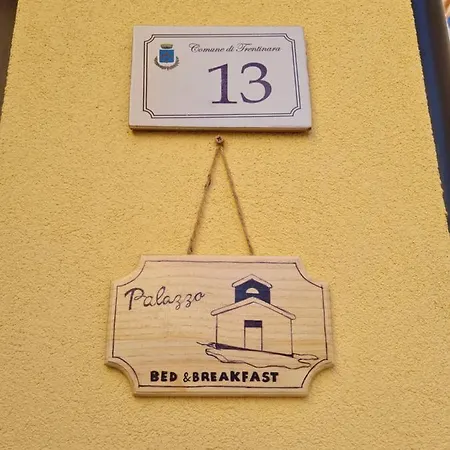 Comune di Trentinara
13
Palazzo
BED & BREAKFAST